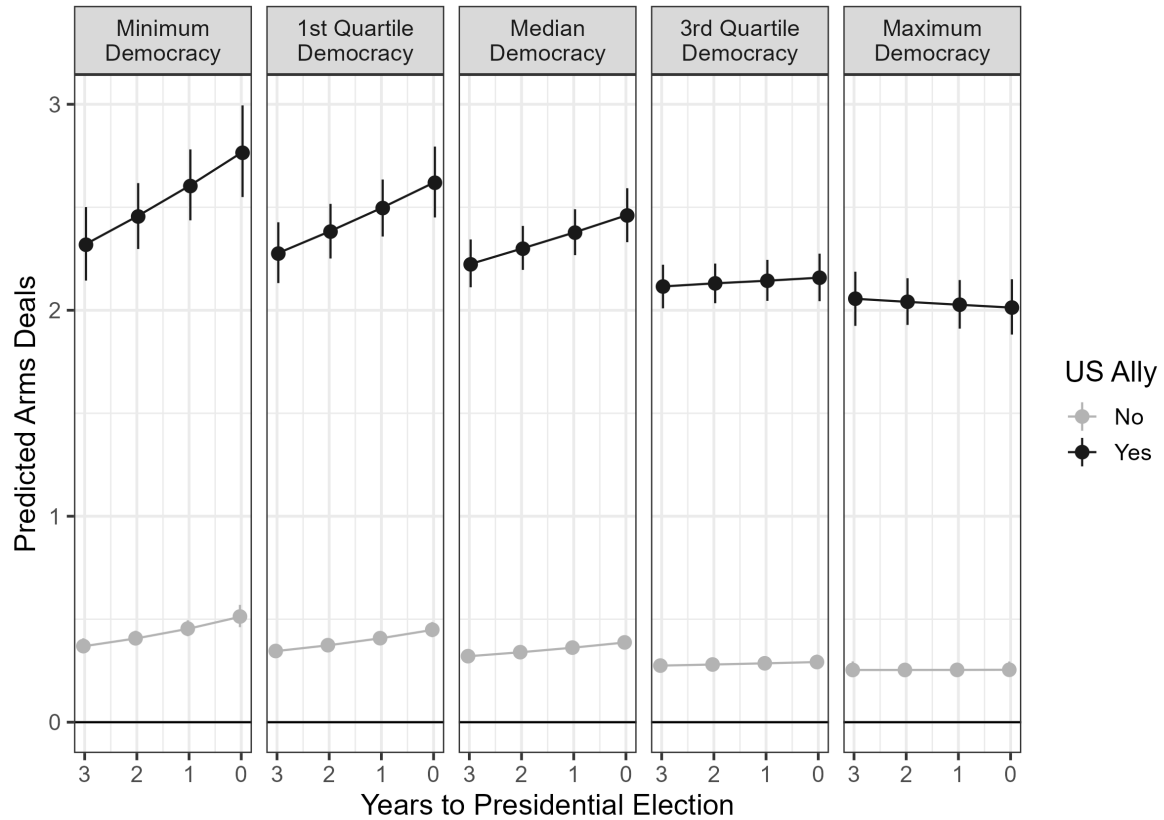 Minimum
Democracy
1st Quartile
Democracy
Median
Democracy
3rd Quartile
Democracy
Maximum
Democracy
3
2
1
0
Predicted Arms Deals
3 2 1 0
3 2 1 0
3 2 1 0
3 2 1 0
3 2 1 0
Years to Presidential Election
US Ally
No
Yes